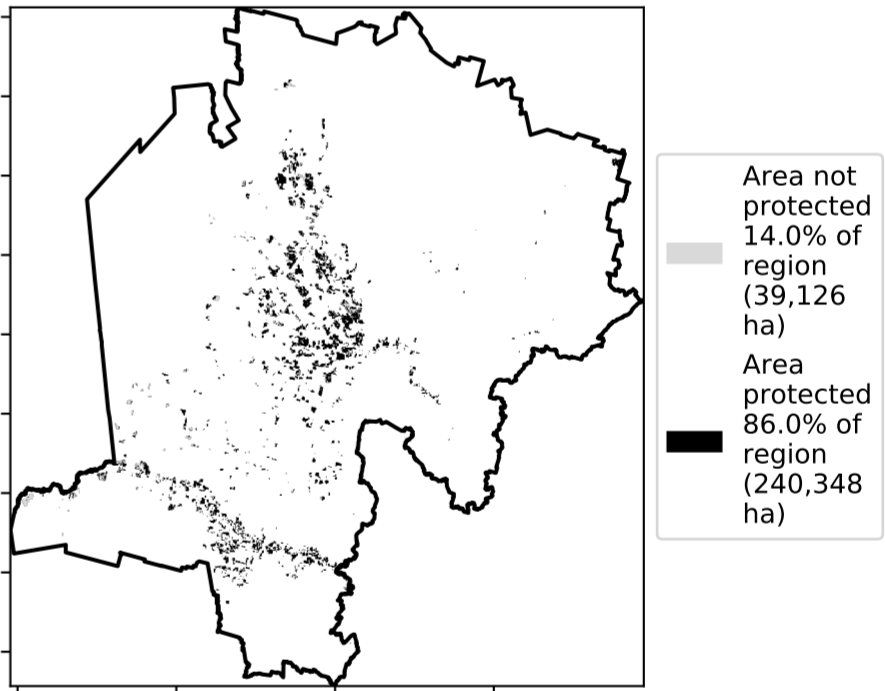 Area not
protected
14.0% of
region
(39,126
ha)
Area
protected
86.0% of
region
(240,348
ha)